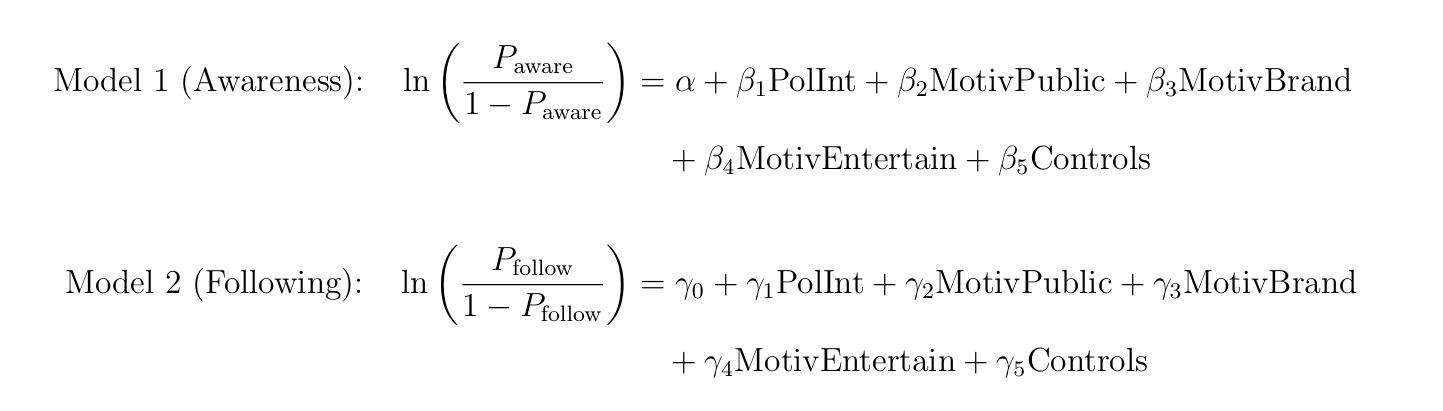 Model 1 (Awareness): ln(P_aware / (1 − P_aware)) = α + β₁PolInt + β₂MotivPublic + β₃MotivBrand
+ β₄MotivEntertain + β₅Controls
Model 2 (Following): ln(P_follow / (1 − P_follow)) = γ₀ + γ₁PolInt + γ₂MotivPublic + γ₃MotivBrand
+ γ₄MotivEntertain + γ₅Controls